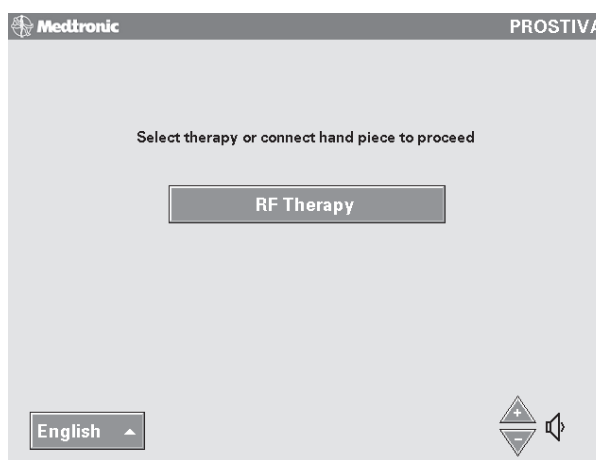 Medtronic PROSTIVA
Select therapy or connect hand piece to proceed
RF Therapy
English
+
-